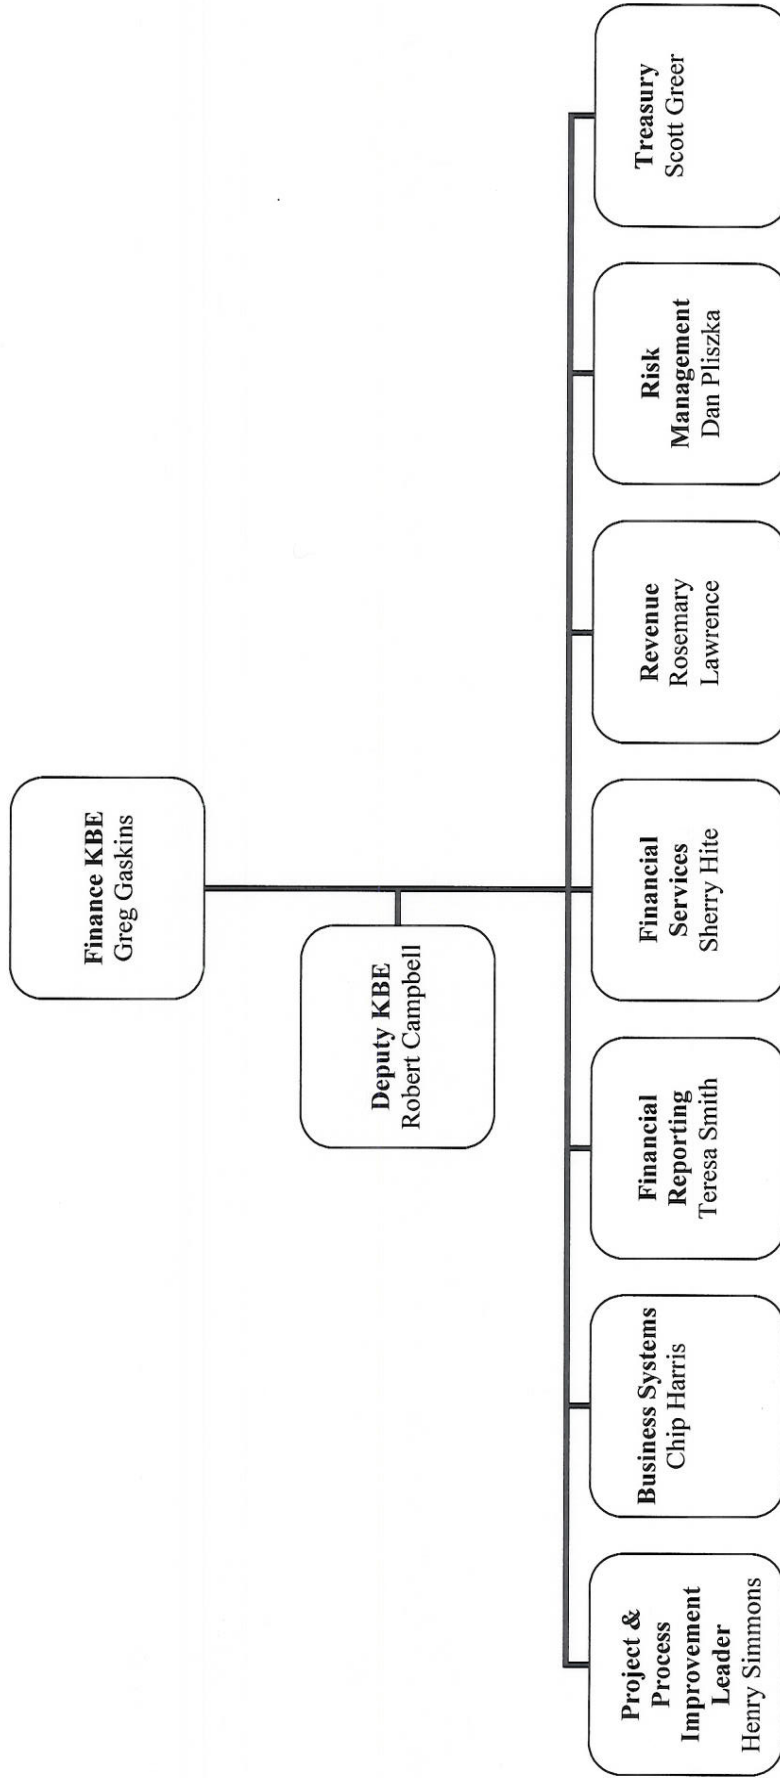 Finance KBE
Greg Gaskins
Deputy KBE
Robert Campbell
Project &
Process
Improvement
Leader
Henry Simmons
Business Systems
Chip Harris
Financial
Reporting
Teresa Smith
Financial
Services
Sherry Hite
Revenue
Rosemary
Lawrence
Risk
Management
Dan Pliszka
Treasury
Scott Greer